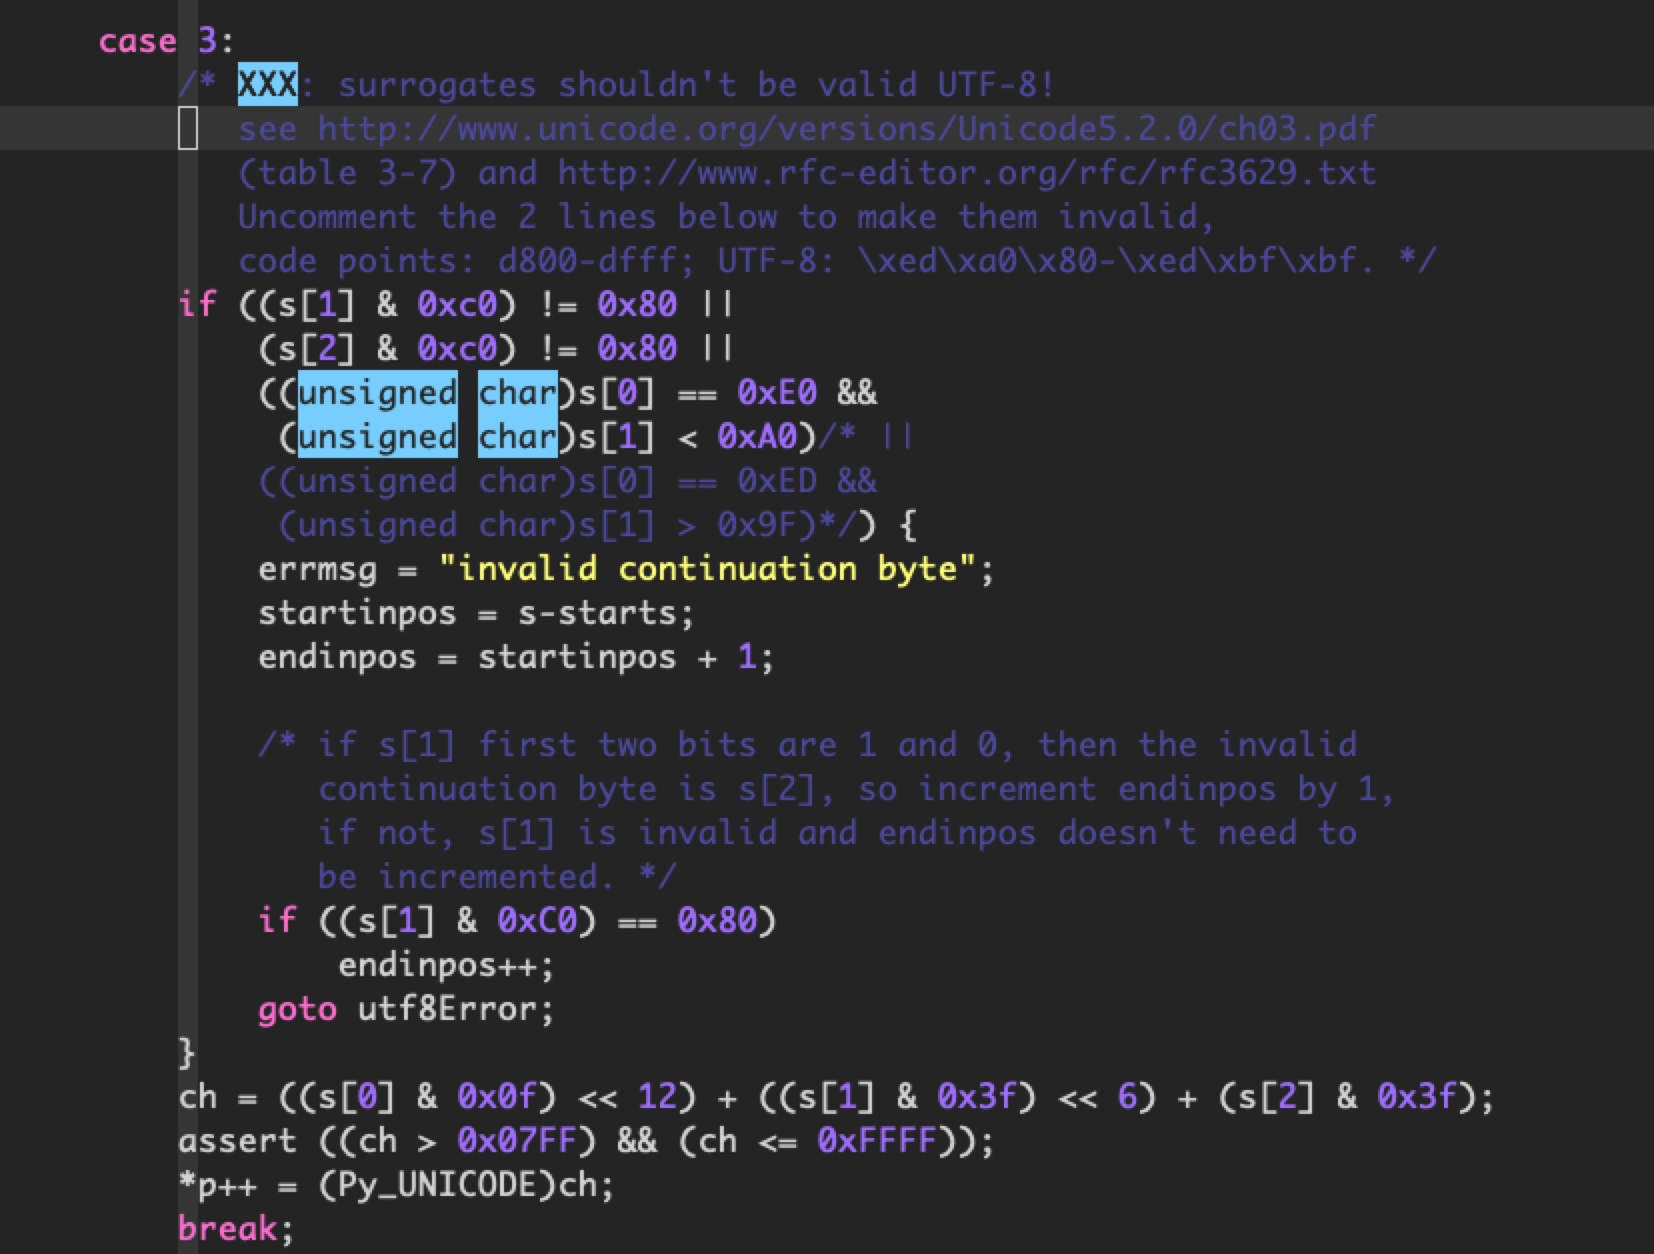 case 3:
/* XXX: surrogates shouldn't be valid UTF-8!
see http://www.unicode.org/versions/Unicode5.2.0/ch03.pdf
(table 3-7) and http://www.rfc-editor.org/rfc/rfc3629.txt
Uncomment the 2 lines below to make them invalid,
code points: d800-dfff; UTF-8: \xed\xa0\x80-\xed\xbf\xbf. */
if ((s[1] & 0xc0) != 0x80 ||
(s[2] & 0xc0) != 0x80 ||
((unsigned char)s[0] == 0xE0 &&
(unsigned char)s[1] < 0xA0)/* ||
((unsigned char)s[0] == 0xED &&
(unsigned char)s[1] > 0x9F)*/) {
errmsg = "invalid continuation byte";
startinpos = s-starts;
endinpos = startinpos + 1;
/* if s[1] first two bits are 1 and 0, then the invalid
continuation byte is s[2], so increment endinpos by 1,
if not, s[1] is invalid and endinpos doesn't need to
be incremented. */
if ((s[1] & 0xC0) == 0x80)
endinpos++;
goto utf8Error;
}
ch = ((s[0] & 0x0f) << 12) + ((s[1] & 0x3f) << 6) + (s[2] & 0x3f);
assert ((ch > 0x07FF) && (ch <= 0xFFFF));
*p++ = (Py_UNICODE)ch;
break;